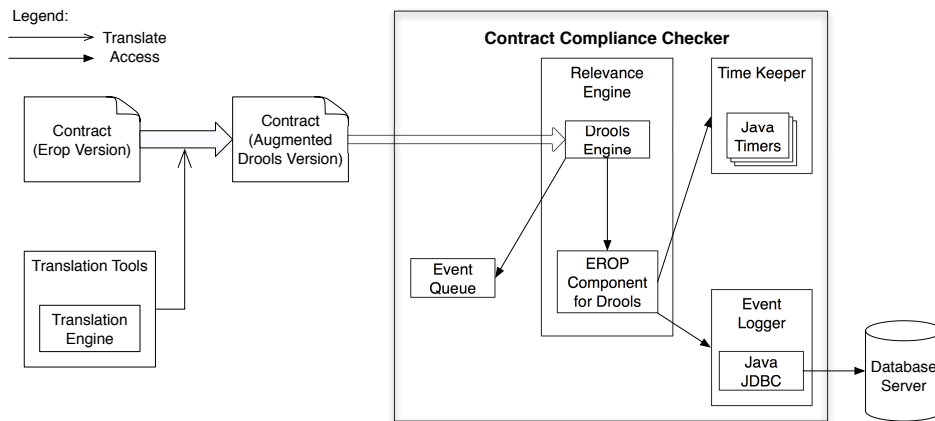 Legend:
Translate
Access
Contract Compliance Checker
Contract
(Erop Version)
Contract
(Augmented
Drools Version)
Relevance
Engine
Drools
Engine
Time Keeper
Java
Timers
Translation Tools
Translation
Engine
Event
Queue
EROP
Component
for Drools
Event
Logger
Java
JDBC
Database
Server